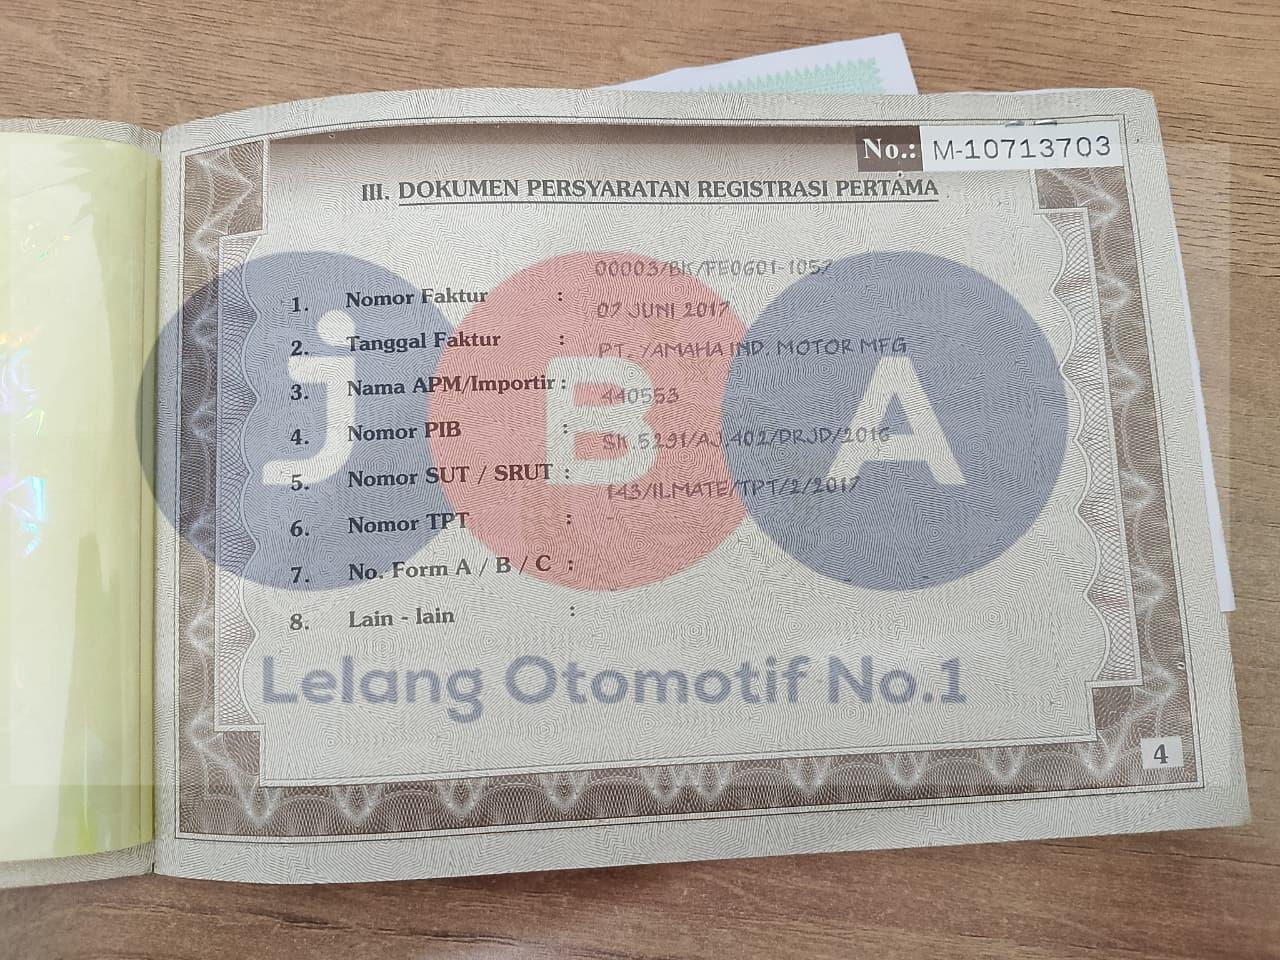 No.: M-10713703
III. DOKUMEN PERSYARATAN REGISTRASI PERTAMA
00003/BK/FE0601-1057
1. Nomor Faktur :
07 JUNI 2017
2. Tanggal Faktur :
PT. YAMAHA IND. MOTOR MFG
3. Nama APM/Importir :
440553
4. Nomor PIB :
SK.5291/AJ.402/DRJD/2016
5. Nomor SUT / SRUT :
143/ILMATE/TPT/2/2017
6. Nomor TPT :
-
7. No. Form A / B / C :
8. Lain - lain :
jBA
Lelang Otomotif No.1
4